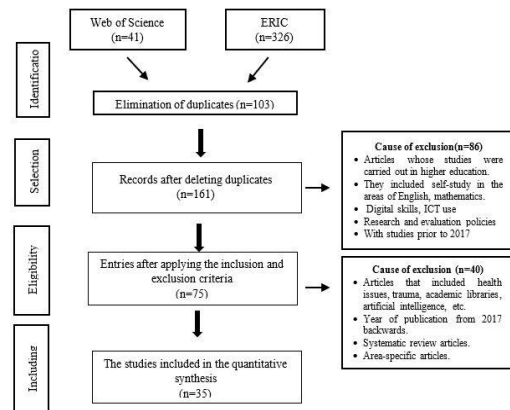 Web of Science
(n=41)
ERIC
(n=326)
Identificatio
Elimination of duplicates (n=103)
Selection
Records after deleting duplicates
(n=161)
Cause of exclusion(n=86)
• Articles whose studies were
carried out in higher education.
• They included self-study in the
areas of English, mathematics.
• Digital skills, ICT use
• Research and evaluation policies
• With studies prior to 2017
Eligibility
Entries after applying the inclusion and
exclusion criteria
(n=75)
Cause of exclusion (n=40)
• Articles that included health
issues, trauma, academic libraries,
artificial intelligence, etc.
• Year of publication from 2017
backwards.
• Systematic review articles.
• Area-specific articles.
Including
The studies included in the quantitative
synthesis
(n=35)